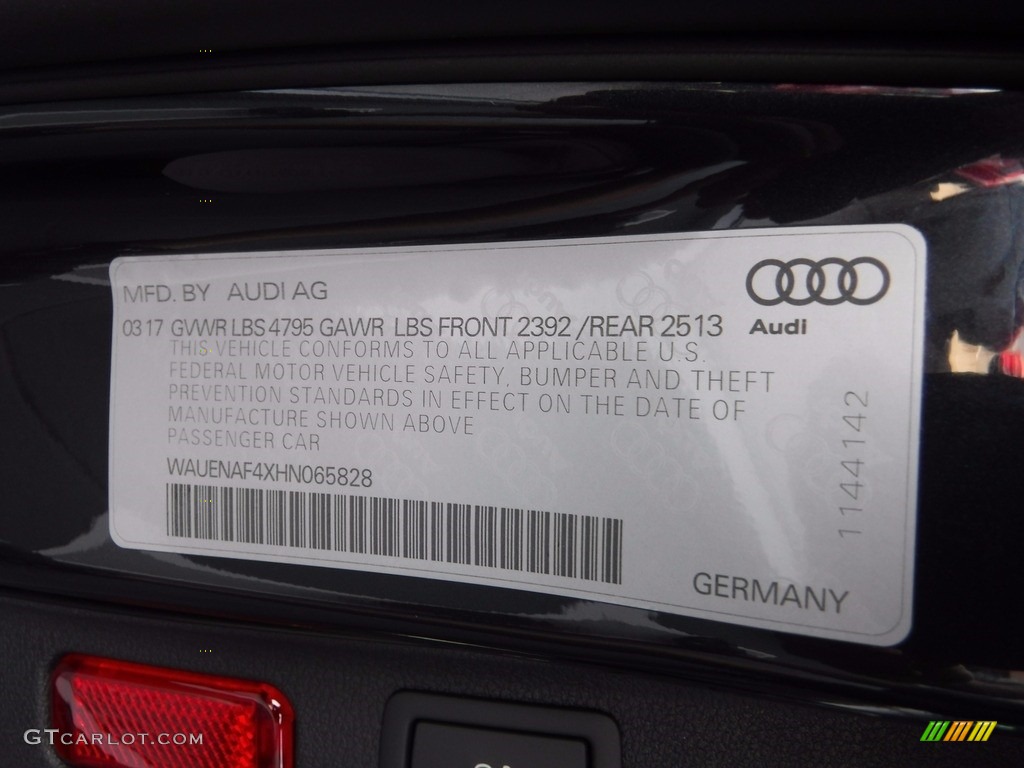 MFD. BY AUDI AG
Audi
0317 GVWR LBS 4795 GAWR LBS FRONT 2392 /REAR 2513
THIS VEHICLE CONFORMS TO ALL APPLICABLE U.S.
FEDERAL MOTOR VEHICLE SAFETY, BUMPER AND THEFT
PREVENTION STANDARDS IN EFFECT ON THE DATE OF
MANUFACTURE SHOWN ABOVE
PASSENGER CAR
WAUENAF4XHN065828
1144142
GERMANY
GTCARLOT.COM